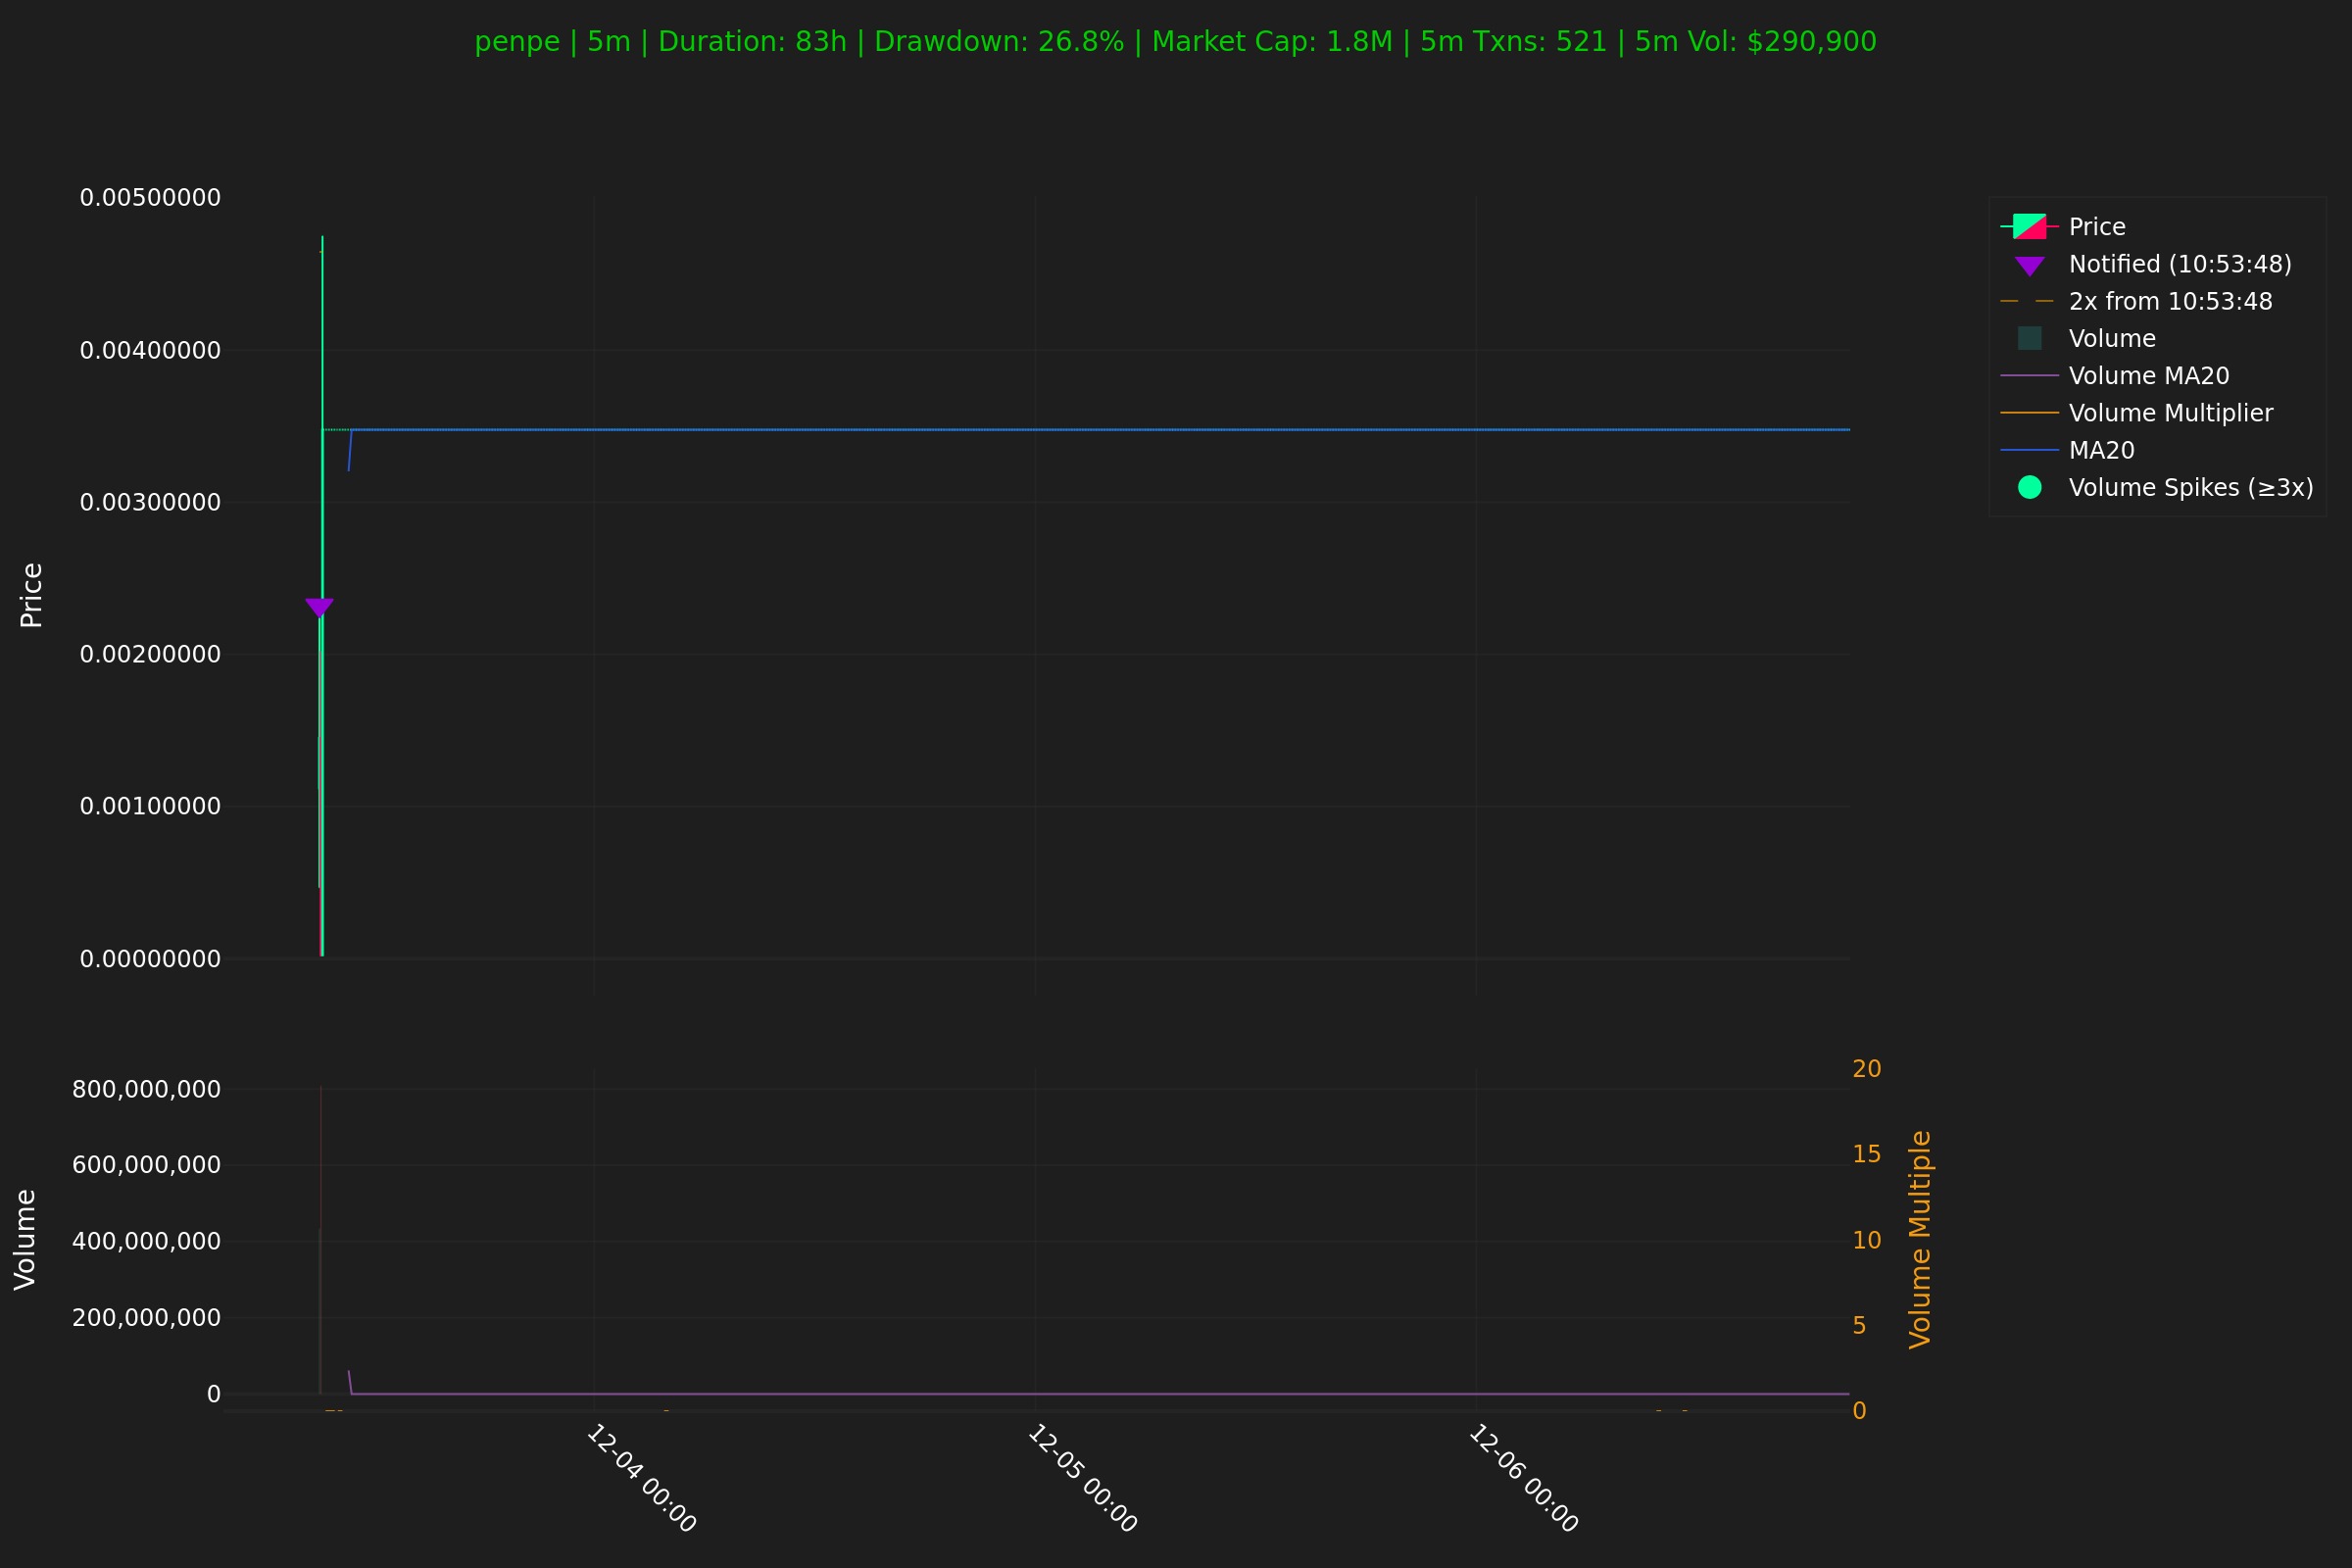 penpe | 5m | Duration: 83h | Drawdown: 26.8% | Market Cap: 1.8M | 5m Txns: 521 | 5m Vol: $290,900
0.00500000
0.00400000
0.00300000
0.00200000
0.00100000
0.00000000
Price
Price
Notified (10:53:48)
2x from 10:53:48
Volume
Volume MA20
Volume Multiplier
MA20
Volume Spikes (≥3x)
800,000,000
600,000,000
400,000,000
200,000,000
0
Volume
20
15
10
5
0
Volume Multiple
12-04 00:00
12-05 00:00
12-06 00:00